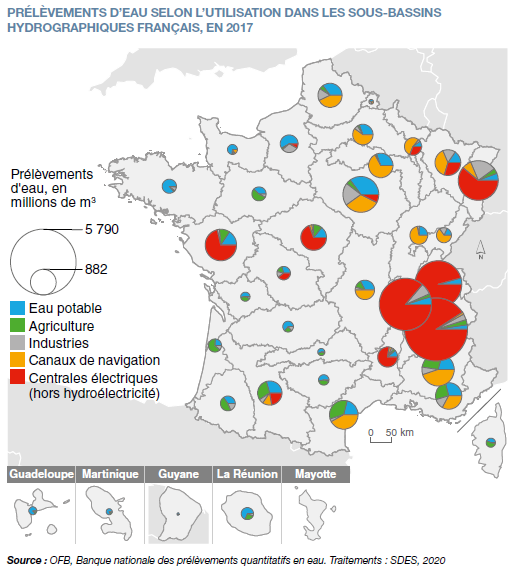 PRÉLÈVEMENTS D'EAU SELON L'UTILISATION DANS LES SOUS-BASSINS
HYDROGRAPHIQUES FRANÇAIS, EN 2017
Prélèvements
d'eau, en
millions de m³
5 790
882
Eau potable
Agriculture
Industries
Canaux de navigation
Centrales électriques
(hors hydroélectricité)
N
0 50 km
Guadeloupe Martinique Guyane La Réunion Mayotte
Source : OFB, Banque nationale des prélèvements quantitatifs en eau. Traitements : SDES, 2020